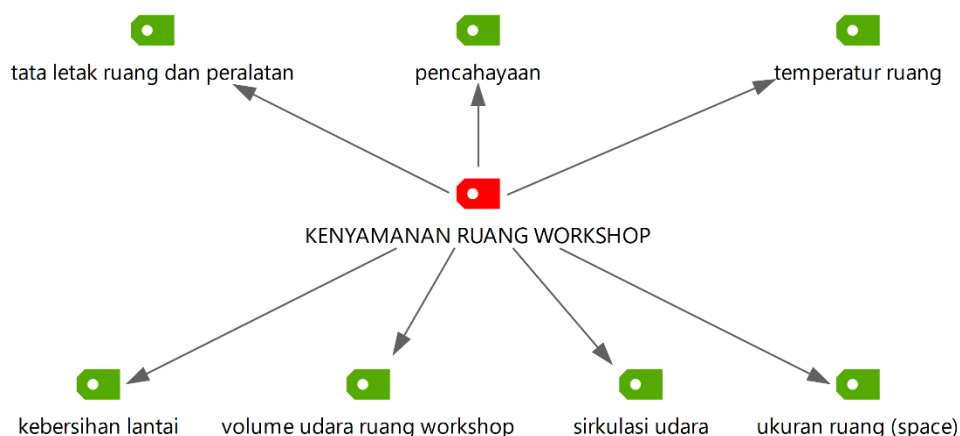 tata letak ruang dan peralatan
pencahayaan
temperatur ruang
KENYAMANAN RUANG WORKSHOP
kebersihan lantai
volume udara ruang workshop
sirkulasi udara
ukuran ruang (space)